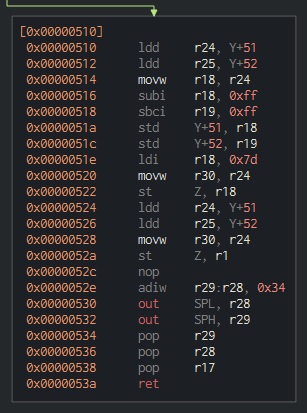 [0x00000510]
0x00000510 ldd r24, Y+51
0x00000512 ldd r25, Y+52
0x00000514 movw r18, r24
0x00000516 subi r18, 0xff
0x00000518 sbci r19, 0xff
0x0000051a std Y+51, r18
0x0000051c std Y+52, r19
0x0000051e ldi r18, 0x7d
0x00000520 movw r30, r24
0x00000522 st Z, r18
0x00000524 ldd r24, Y+51
0x00000526 ldd r25, Y+52
0x00000528 movw r30, r24
0x0000052a st Z, r1
0x0000052c nop
0x0000052e adiw r29:r28, 0x34
0x00000530 out SPL, r28
0x00000532 out SPH, r29
0x00000534 pop r29
0x00000536 pop r28
0x00000538 pop r17
0x0000053a ret